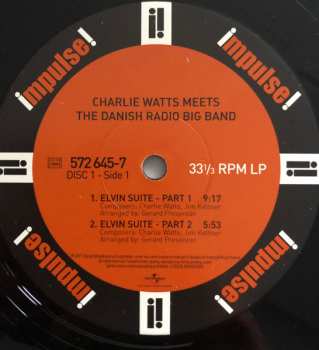 impulse!
CHARLIE WATTS MEETS
THE DANISH RADIO BIG BAND
572 645-7
DISC 1 - Side 1
33⅓ RPM LP
1. ELVIN SUITE - PART 1 9:17
Composers: Charlie Watts, Jim Keltner
Arranged by: Gerard Presencer
2. ELVIN SUITE - PART 2 5:53
Composers: Charlie Watts, Jim Keltner
Arranged by: Gerard Presencer
impulse!
impulse!
impulse!